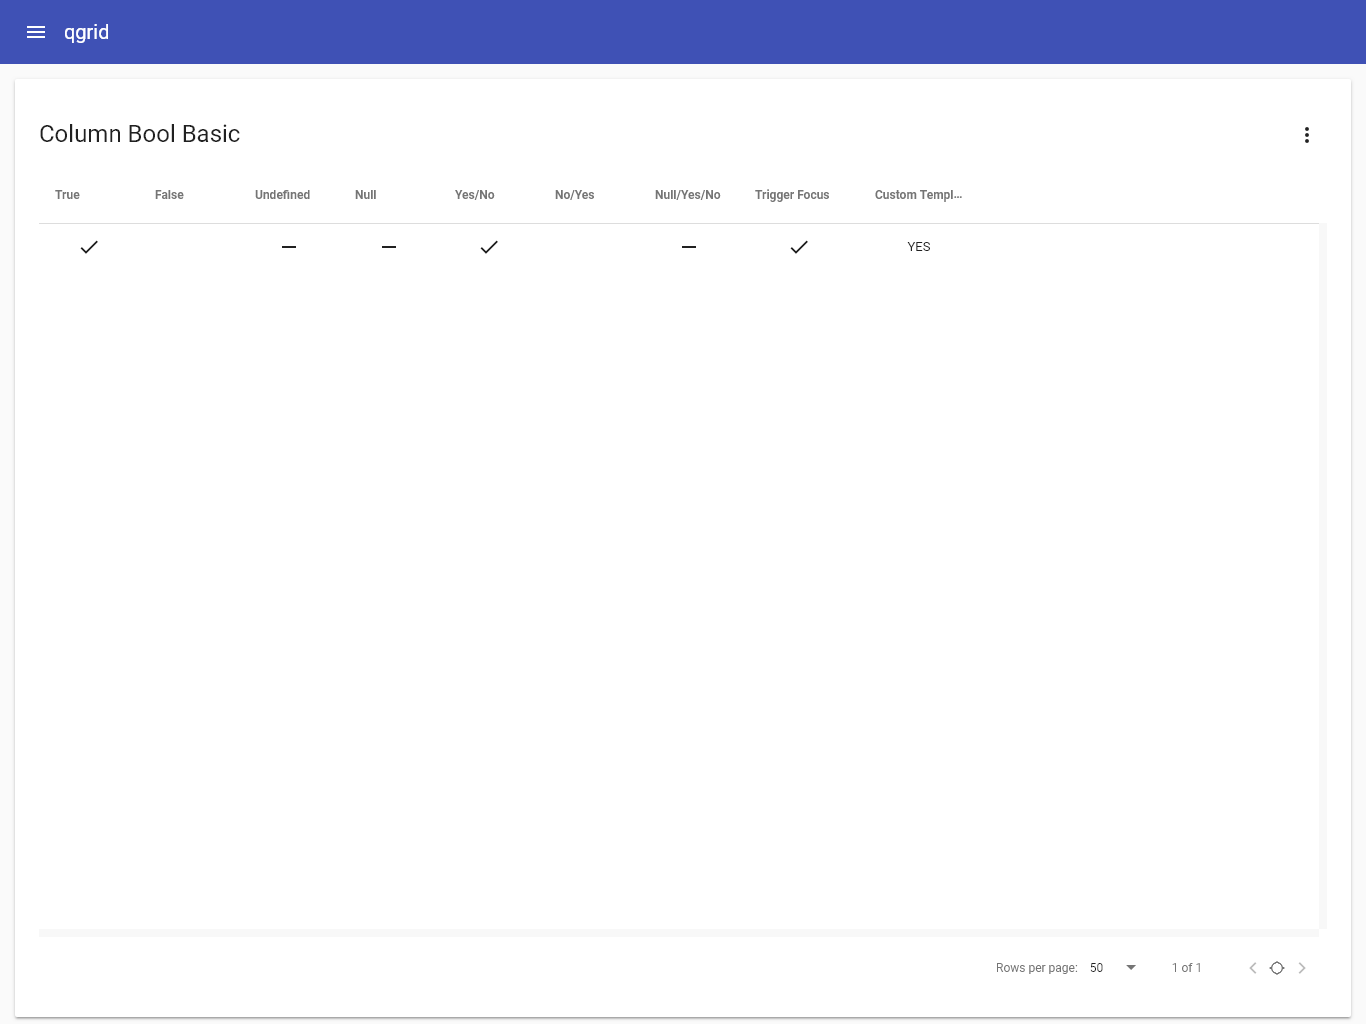 qgrid
Column Bool Basic
True False Undefined Null Yes/No No/Yes Null/Yes/No Trigger Focus Custom Templ...
YES
Rows per page: 50 1 of 1